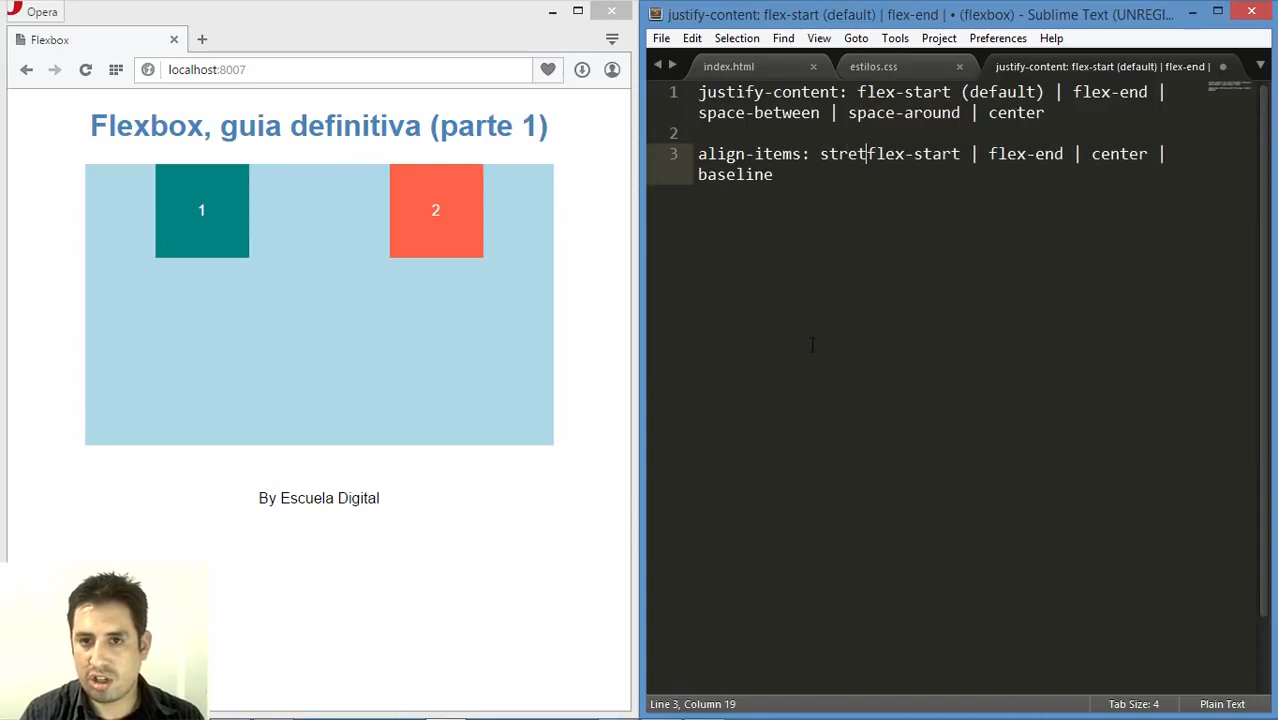 Opera
Flexbox
localhost:8007
Flexbox, guia definitiva (parte 1)
1
2
By Escuela Digital
justify-content: flex-start (default) | flex-end | • (flexbox) - Sublime Text (UNREGI...
File Edit Selection Find View Goto Tools Project Preferences Help
index.html
estilos.css
justify-content: flex-start (default) | flex-end |
1 justify-content: flex-start (default) | flex-end |
space-between | space-around | center
2
3 align-items: stretflex-start | flex-end | center |
baseline
Line 3, Column 19
Tab Size: 4
Plain Text